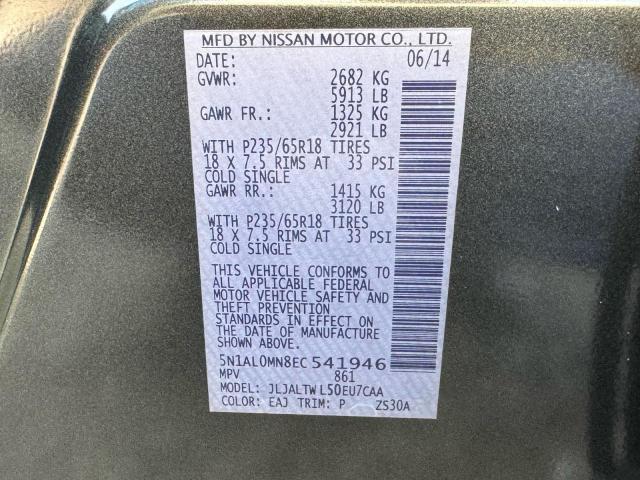 MFD BY NISSAN MOTOR CO., LTD.
DATE: 06/14
GVWR: 2682 KG
5913 LB
GAWR FR.: 1325 KG
2921 LB
WITH P235/65R18 TIRES
18 X 7.5 RIMS AT 33 PSI
COLD SINGLE
GAWR RR.: 1415 KG
3120 LB
WITH P235/65R18 TIRES
18 X 7.5 RIMS AT 33 PSI
COLD SINGLE
THIS VEHICLE CONFORMS TO
ALL APPLICABLE FEDERAL
MOTOR VEHICLE SAFETY AND
THEFT PREVENTION
STANDARDS IN EFFECT ON
THE DATE OF MANUFACTURE
SHOWN ABOVE.
5N1AL0MN8EC541946
MPV 861
MODEL: JLJALTWL50EU7CAA
COLOR: EAJ TRIM: P ZS30A